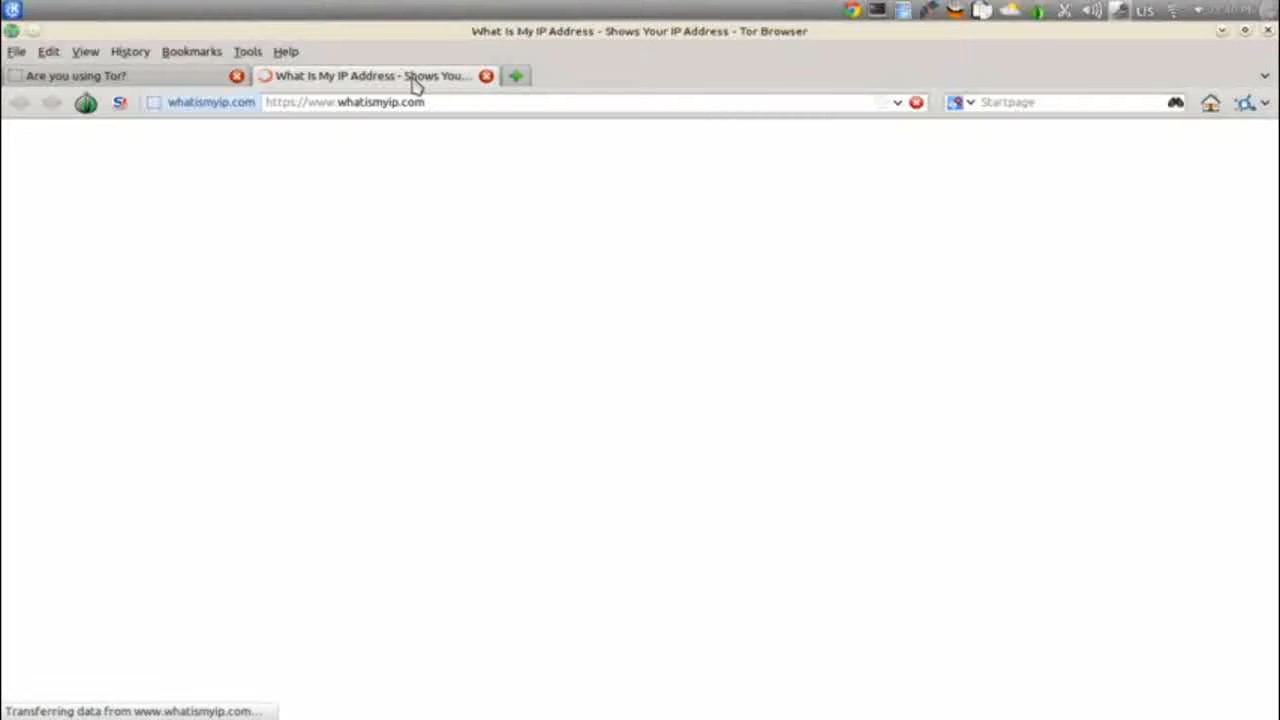 US
What Is My IP Address - Shows Your IP Address - Tor Browser
File Edit View History Bookmarks Tools Help
Are you using Tor? What Is My IP Address - Shows You...
whatismyip.com https://www.whatismyip.com Startpage
Transferring data from www.whatismyip.com...